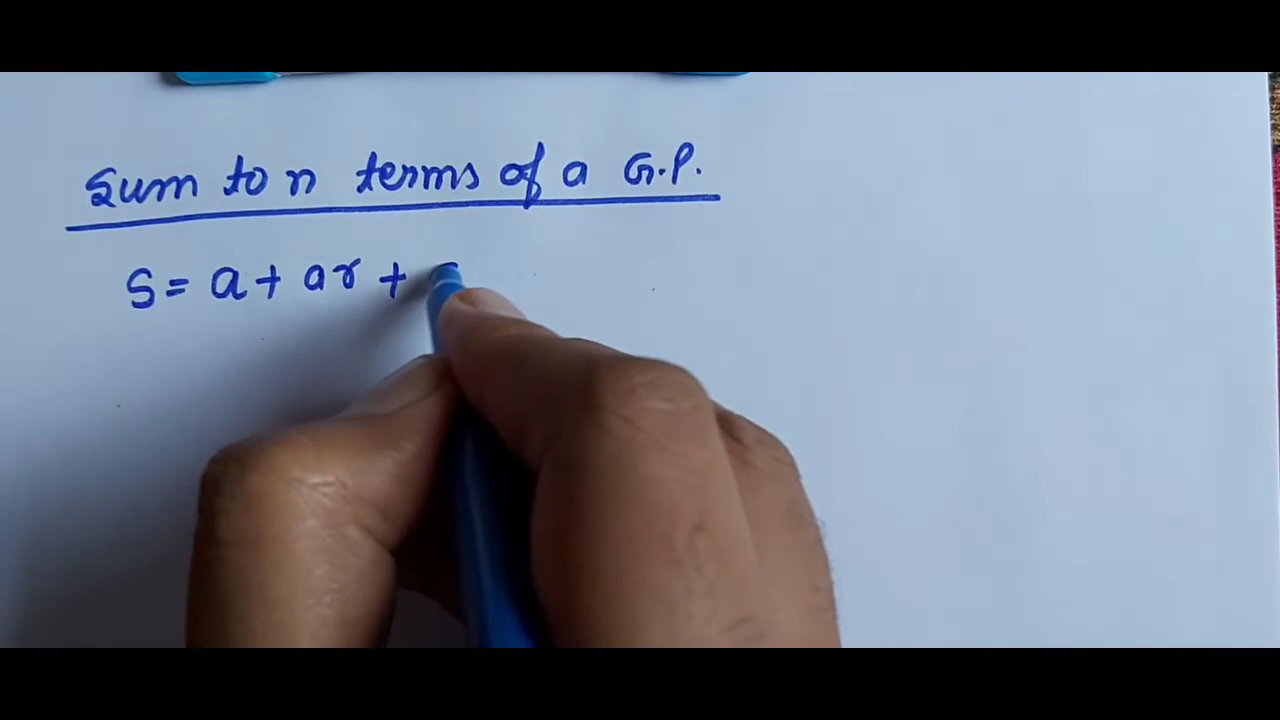 Sum to n terms of a G.P.
S = a + ar +